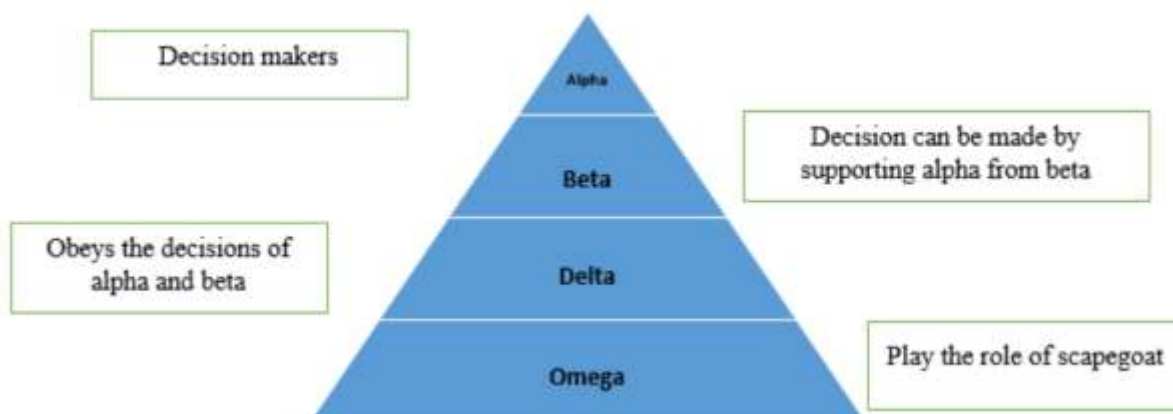 Decision makers
Alpha
Decision can be made by
supporting alpha from beta
Beta
Obeys the decisions of
alpha and beta
Delta
Play the role of scapegoat
Omega